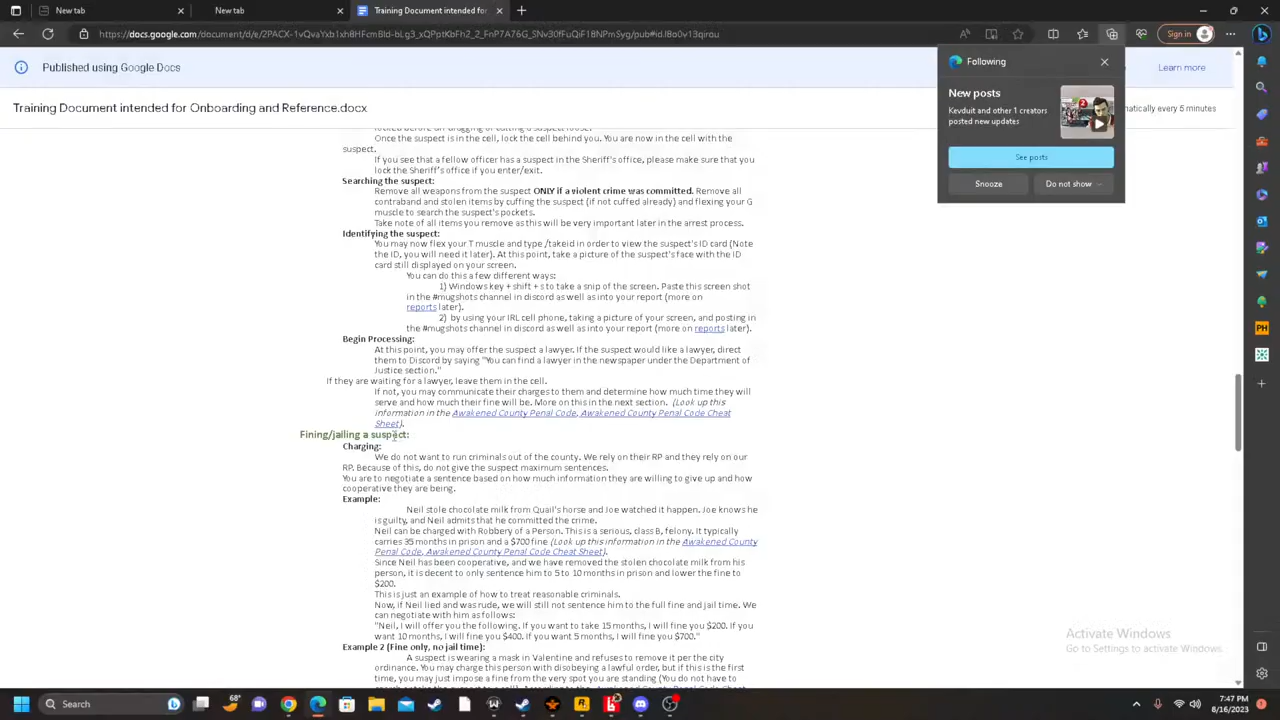 New tab
New tab
Training Document intended for
https://docs.google.com/document/d/e/2PACX-1vQvaYxb1xh8HFcmBld-bLg3_xQPptKbFh2_2_FnP7A76G_SNv30fFuQiF18NPmSyg/pub#id.l8o0v13qirou
Sign in
Published using Google Docs
Learn more
Training Document intended for Onboarding and Reference.docx
matically every 5 minutes
Following
New posts
Kevduit and other 1 creators
posted new updates
See posts
Snooze
Do not show
Once the suspect is in the cell, lock the cell behind you. You are now in the cell with the
suspect.
If you see that a fellow officer has a suspect in the Sheriff's office, please make sure that you
lock the Sheriff's office if you enter/exit.
Searching the suspect:
Remove all weapons from the suspect ONLY if a violent crime was committed. Remove all
contraband and stolen items by cuffing the suspect (if not cuffed already) and flexing your G
muscle to search the suspect's pockets.
Take note of all items you remove as this will be very important later in the arrest process.
Identifying the suspect:
You may now flex your T muscle and type /takeid in order to view the suspect's ID card (Note
the ID, you will need it later). At this point, take a picture of the suspect's face with the ID
card still displayed on your screen.
You can do this a few different ways:
1) Windows key + shift + s to take a snip of the screen. Paste this screen shot
in the #mugshots channel in discord as well as into your report (more on
reports later).
2) by using your IRL cell phone, taking a picture of your screen, and posting in
the #mugshots channel in discord as well as into your report (more on reports later).
Begin Processing:
At this point, you may offer the suspect a lawyer. If the suspect would like a lawyer, direct
them to Discord by saying "You can find a lawyer in the newspaper under the Department of
Justice section."
If they are waiting for a lawyer, leave them in the cell.
If not, you may communicate their charges to them and determine how much time they will
serve and how much their fine will be. More on this in the next section. (Look up this
information in the Awakened County Penal Code, Awakened County Penal Code Cheat
Sheet).
Fining/jailing a suspect:
Charging:
We do not want to run criminals out of the county. We rely on their RP and they rely on our
RP. Because of this, do not give the suspect maximum sentences.
You are to negotiate a sentence based on how much information they are willing to give up and how
cooperative they are being.
Example:
Neil stole chocolate milk from Quail's horse and Joe watched it happen. Joe knows he
is guilty, and Neil admits that he committed the crime.
Neil can be charged with Robbery of a Person. This is a serious, class B, felony. It typically
carries 35 months in prison and a $700 fine (Look up this information in the Awakened County
Penal Code, Awakened County Penal Code Cheat Sheet).
Since Neil has been cooperative, and we have removed the stolen chocolate milk from his
person, it is decent to only sentence him to 5 to 10 months in prison and lower the fine to
$200.
This is just an example of how to treat reasonable criminals.
Now, if Neil lied and was rude, we will still not sentence him to the full fine and jail time. We
can negotiate with him as follows:
"Neil, I will offer you the following. If you want to take 15 months, I will fine you $200. If you
want 10 months, I will fine you $400. If you want 5 months, I will fine you $700."
Example 2 (Fine only, no jail time):
A suspect is wearing a mask in Valentine and refuses to remove it per the city
ordinance. You may charge this person with disobeying a lawful order, but if this is the first
time, you may just impose a fine from the very spot you are standing (You do not have to
Activate Windows
Go to Settings to activate Windows.
Search
68°
7:47 PM
8/16/2023